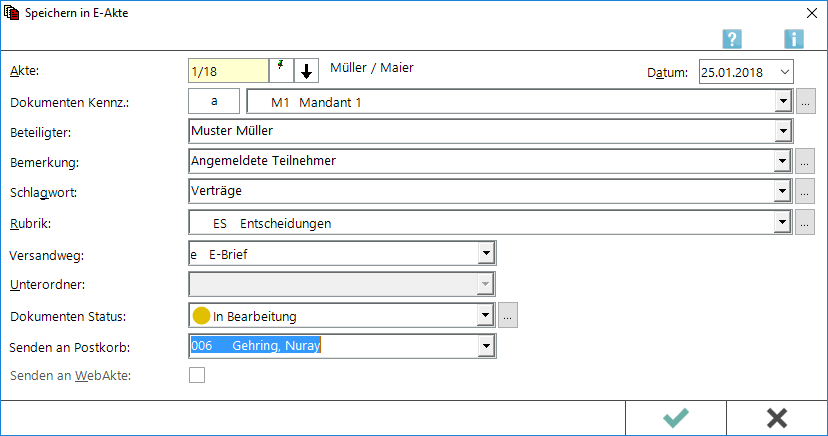 Speichern in E-Akte
? i
Akte: 1/18 Müller / Maier Datum: 25.01.2018
Dokumenten Kennz.: a M1 Mandant 1 ...
Beteiligter: Muster Müller
Bemerkung: Angemeldete Teilnehmer ...
Schlagwort: Verträge ...
Rubrik: ES Entscheidungen ...
Versandweg: e E-Brief
Unterordner:
Dokumenten Status: In Bearbeitung ...
Senden an Postkorb: 006 Gehring, Nuray
Senden an WebAkte: